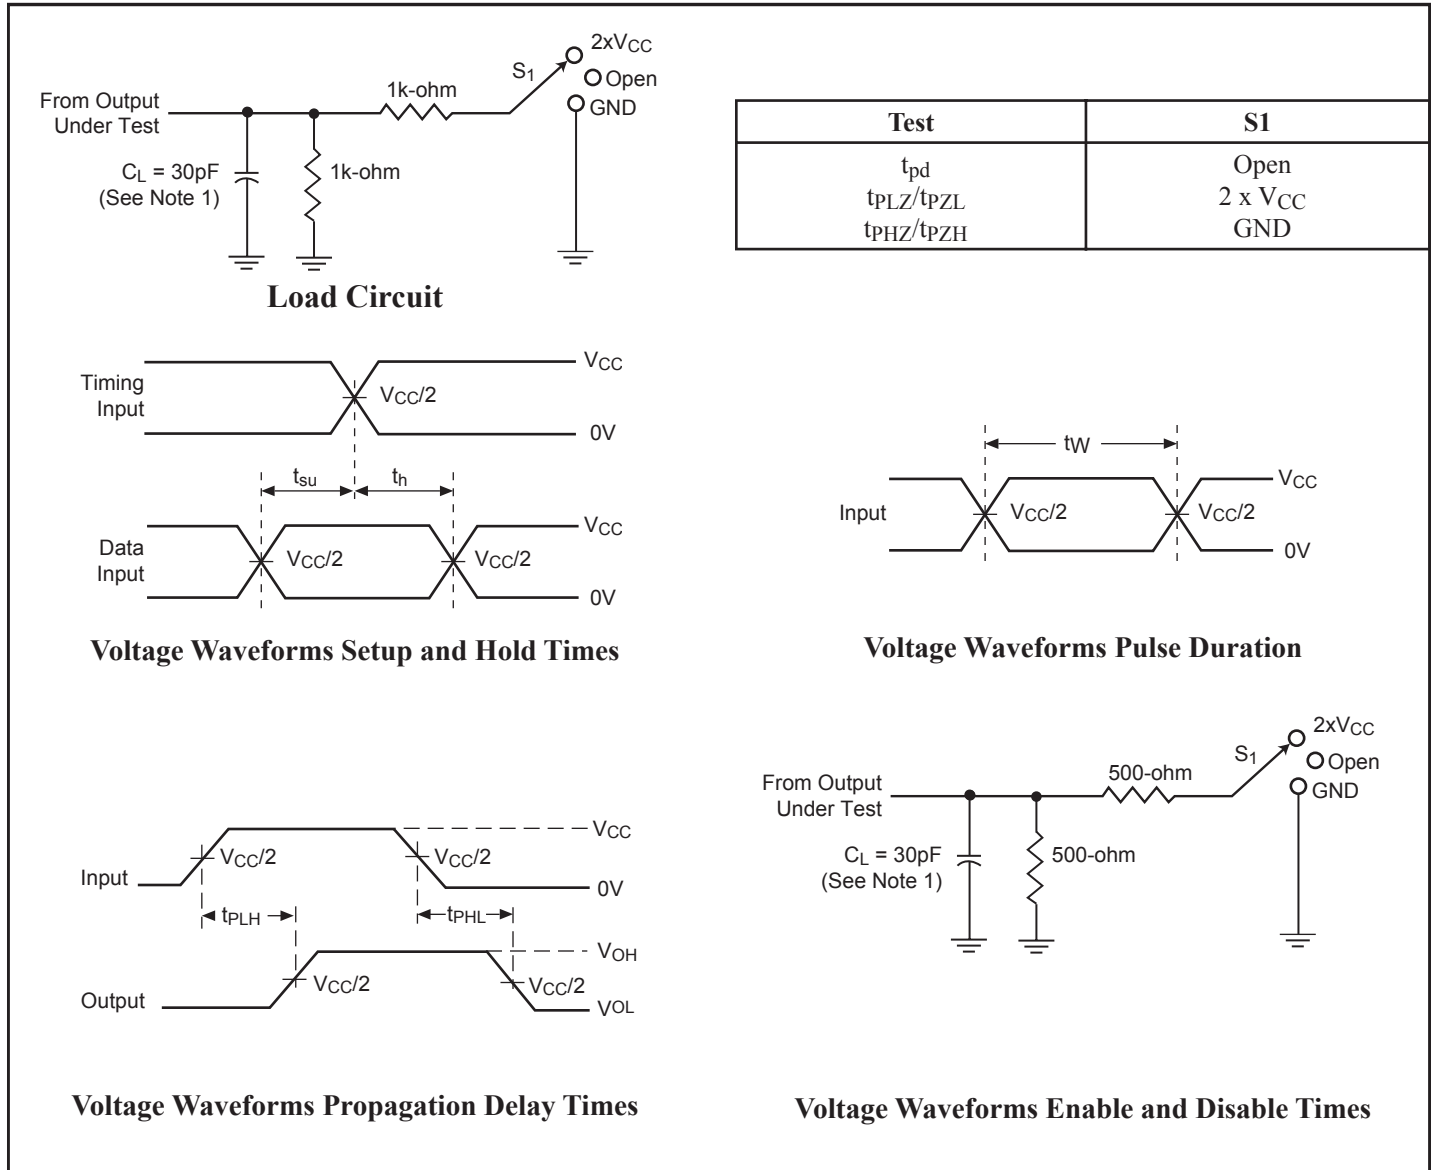 2xVCC
S1
Open
1k-ohm
GND
From Output
Under Test
CL = 30pF
(See Note 1)
1k-ohm
Load Circuit
Test S1
tpd Open
tPLZ/tPZL 2 x VCC
tPHZ/tPZH GND
VCC
Timing
Input
VCC/2
0V
tsu th
VCC
Data
Input
VCC/2 VCC/2
0V
Voltage Waveforms Setup and Hold Times
tW
VCC
Input VCC/2 VCC/2
0V
Voltage Waveforms Pulse Duration
VCC
VCC/2 VCC/2
Input 0V
tPLH tPHL
VOH
VCC/2 VCC/2
Output VOL
Voltage Waveforms Propagation Delay Times
2xVCC
S1
Open
500-ohm
GND
From Output
Under Test
CL = 30pF
(See Note 1)
500-ohm
Voltage Waveforms Enable and Disable Times